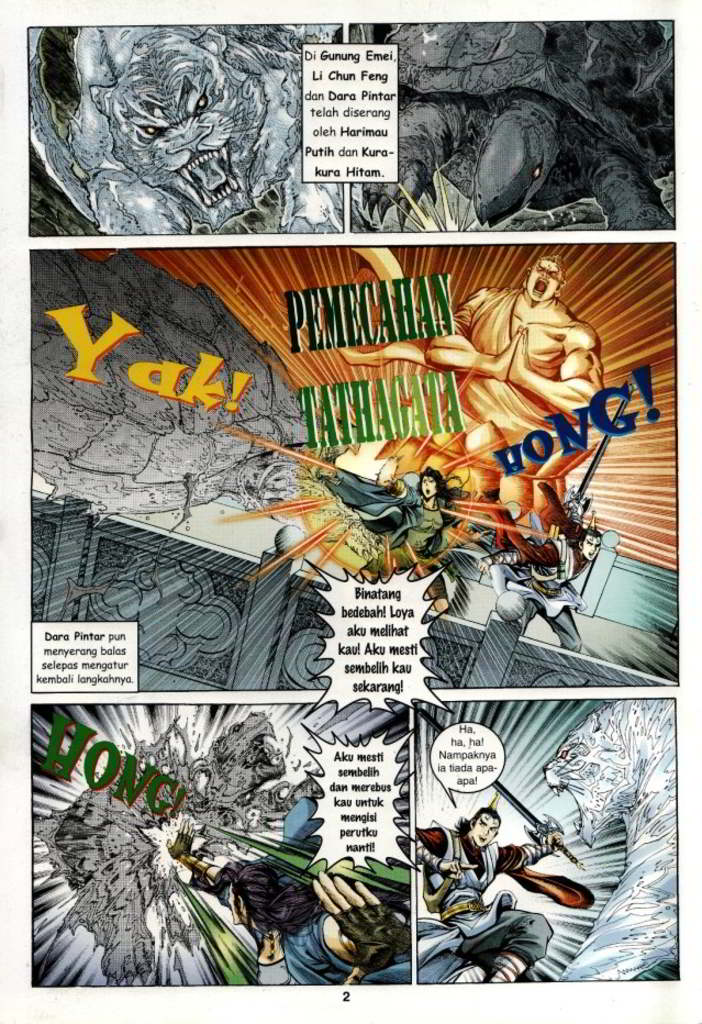 Di Gunung Emei,
Li Chun Feng
dan Dara Pintar
telah diserang
oleh Harimau
Putih dan Kura-
kura Hitam.
Yak!
PEMECAHAN
TATHAGATA
HONG!
Binatang
bedebah! Loya
aku melihat
kau! Aku mesti
sembelih kau
sekarang!
Dara Pintar pun
menyerang balas
selepas mengatur
kembali langkahnya.
HONG!
Aku mesti
sembelih
dan merebus
kau untuk
mengisi
perutku
nanti!
Ha,
ha, ha!
Nampaknya
ia tiada apa-
apa!
2